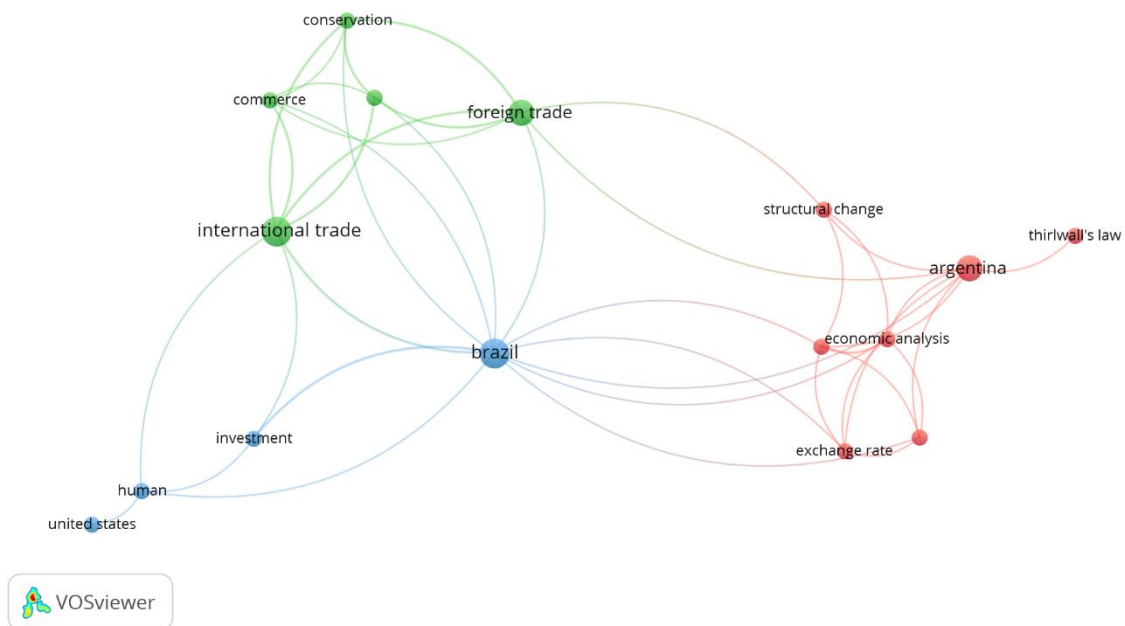 conservation
commerce
foreign trade
structural change
international trade
thirlwall's law
argentina
economic analysis
brazil
investment
exchange rate
human
united states
VOSviewer